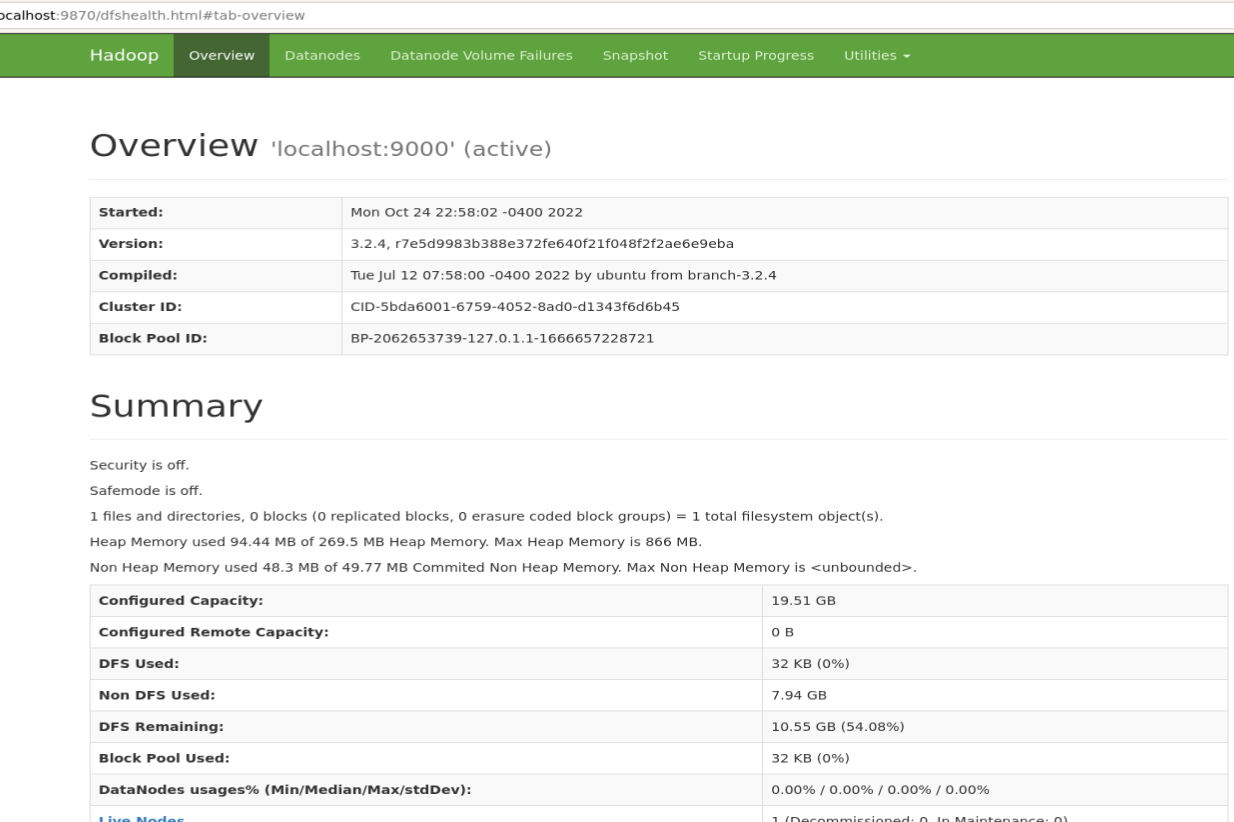 ocalhost:9870/dfshealth.html#tab-overview
Hadoop Overview Datanodes Datanode Volume Failures Snapshot Startup Progress Utilities
Overview 'localhost:9000' (active)
Started: Mon Oct 24 22:58:02 -0400 2022
Version: 3.2.4, r7e5d9983b388e372fe640f21f048f2f2ae6e9eba
Compiled: Tue Jul 12 07:58:00 -0400 2022 by ubuntu from branch-3.2.4
Cluster ID: CID-5bda6001-6759-4052-8ad0-d1343f6d6b45
Block Pool ID: BP-2062653739-127.0.1.1-1666657228721
Summary
Security is off.
Safemode is off.
1 files and directories, 0 blocks (0 replicated blocks, 0 erasure coded block groups) = 1 total filesystem object(s).
Heap Memory used 94.44 MB of 269.5 MB Heap Memory. Max Heap Memory is 866 MB.
Non Heap Memory used 48.3 MB of 49.77 MB Commited Non Heap Memory. Max Non Heap Memory is <unbounded>.
Configured Capacity: 19.51 GB
Configured Remote Capacity: 0 B
DFS Used: 32 KB (0%)
Non DFS Used: 7.94 GB
DFS Remaining: 10.55 GB (54.08%)
Block Pool Used: 32 KB (0%)
DataNodes usages% (Min/Median/Max/stdDev): 0.00% / 0.00% / 0.00% / 0.00%
Live Nodes 1 (Decommissioned: 0, In Maintenance: 0)